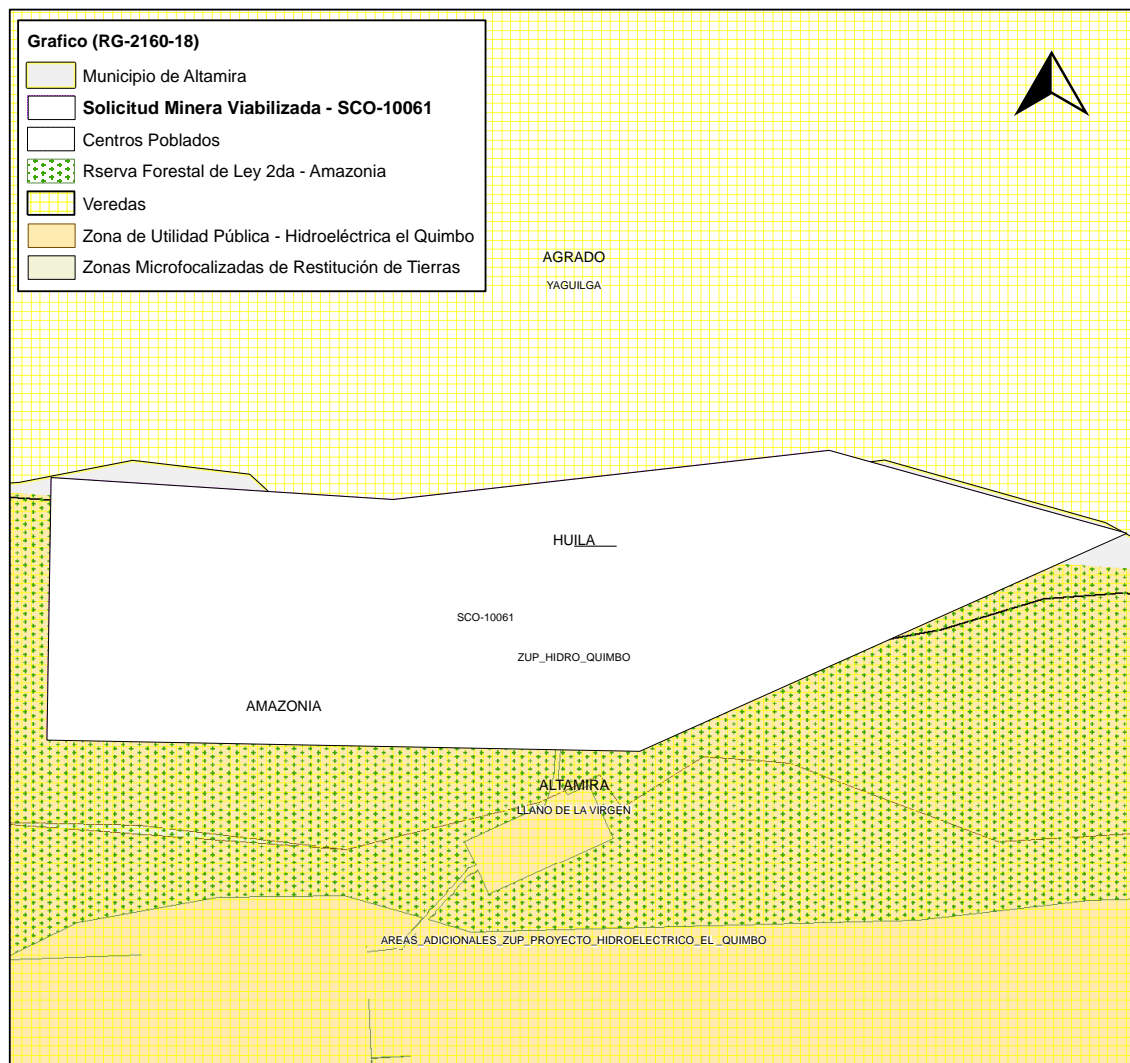 Grafico (RG-2160-18)
Municipio de Altamira
Solicitud Minera Viabilizada - SCO-10061
Centros Poblados
Rserva Forestal de Ley 2da - Amazonia
Veredas
Zona de Utilidad Pública - Hidroeléctrica el Quimbo
Zonas Microfocalizadas de Restitución de Tierras
AGRADO
YAGUILGA
HUILA
SCO-10061
ZUP_HIDRO_QUIMBO
AMAZONIA
ALTAMIRA
LLANO DE LA VIRGEN
AREAS_ADICIONALES_ZUP_PROYECTO_HIDROELECTRICO_EL_QUIMBO